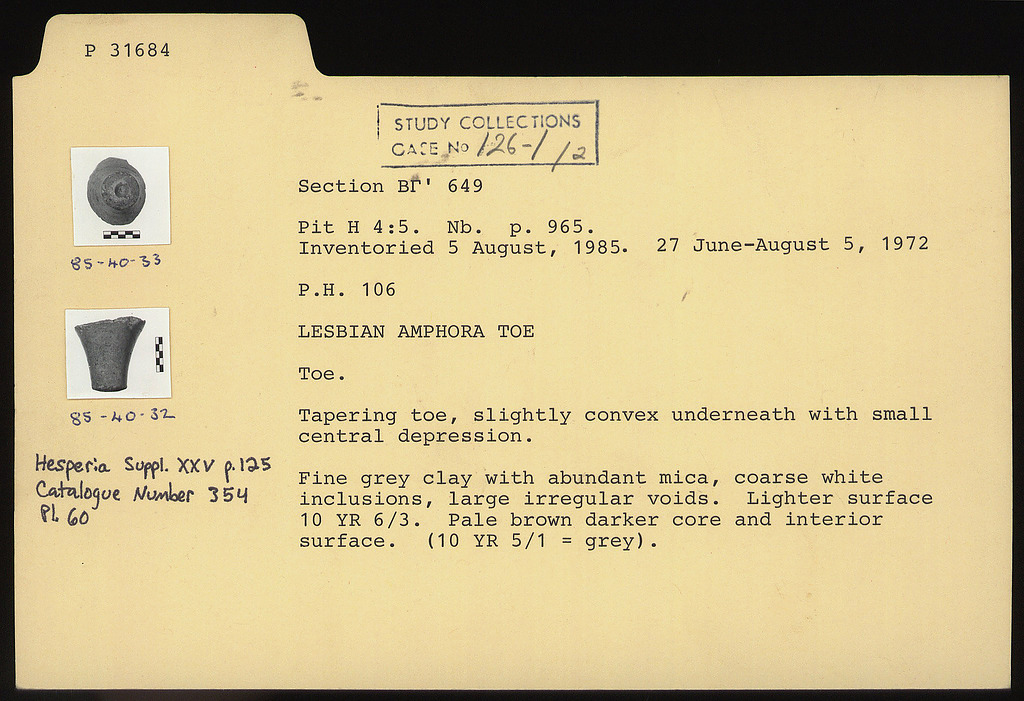 P 31684
STUDY COLLECTIONS
CASE No 126-1/2
Section ΒΓ' 649
Pit H 4:5.  Nb.  p. 965.
Inventoried 5 August, 1985.  27 June-August 5, 1972
P.H. 106
LESBIAN AMPHORA TOE
Toe.
Tapering toe, slightly convex underneath with small
central depression.
Fine grey clay with abundant mica, coarse white
inclusions, large irregular voids.  Lighter surface
10 YR 6/3.  Pale brown darker core and interior
surface.  (10 YR 5/1 = grey).
85-40-33
85-40-32
Hesperia Suppl. XXV p.125
Catalogue Number 354
Pl. 60